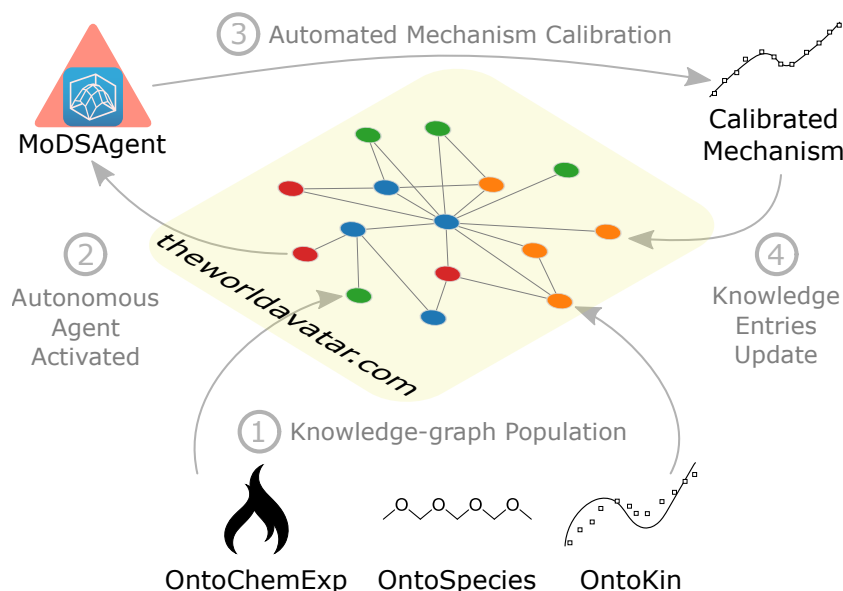 3 Automated Mechanism Calibration
MoDSAgent
Calibrated
Mechanism
2
Autonomous
Agent
Activated
theworldavatar.com
4
Knowledge
Entries
Update
1 Knowledge-graph Population
O O O O
OntoChemExp
OntoSpecies
OntoKin